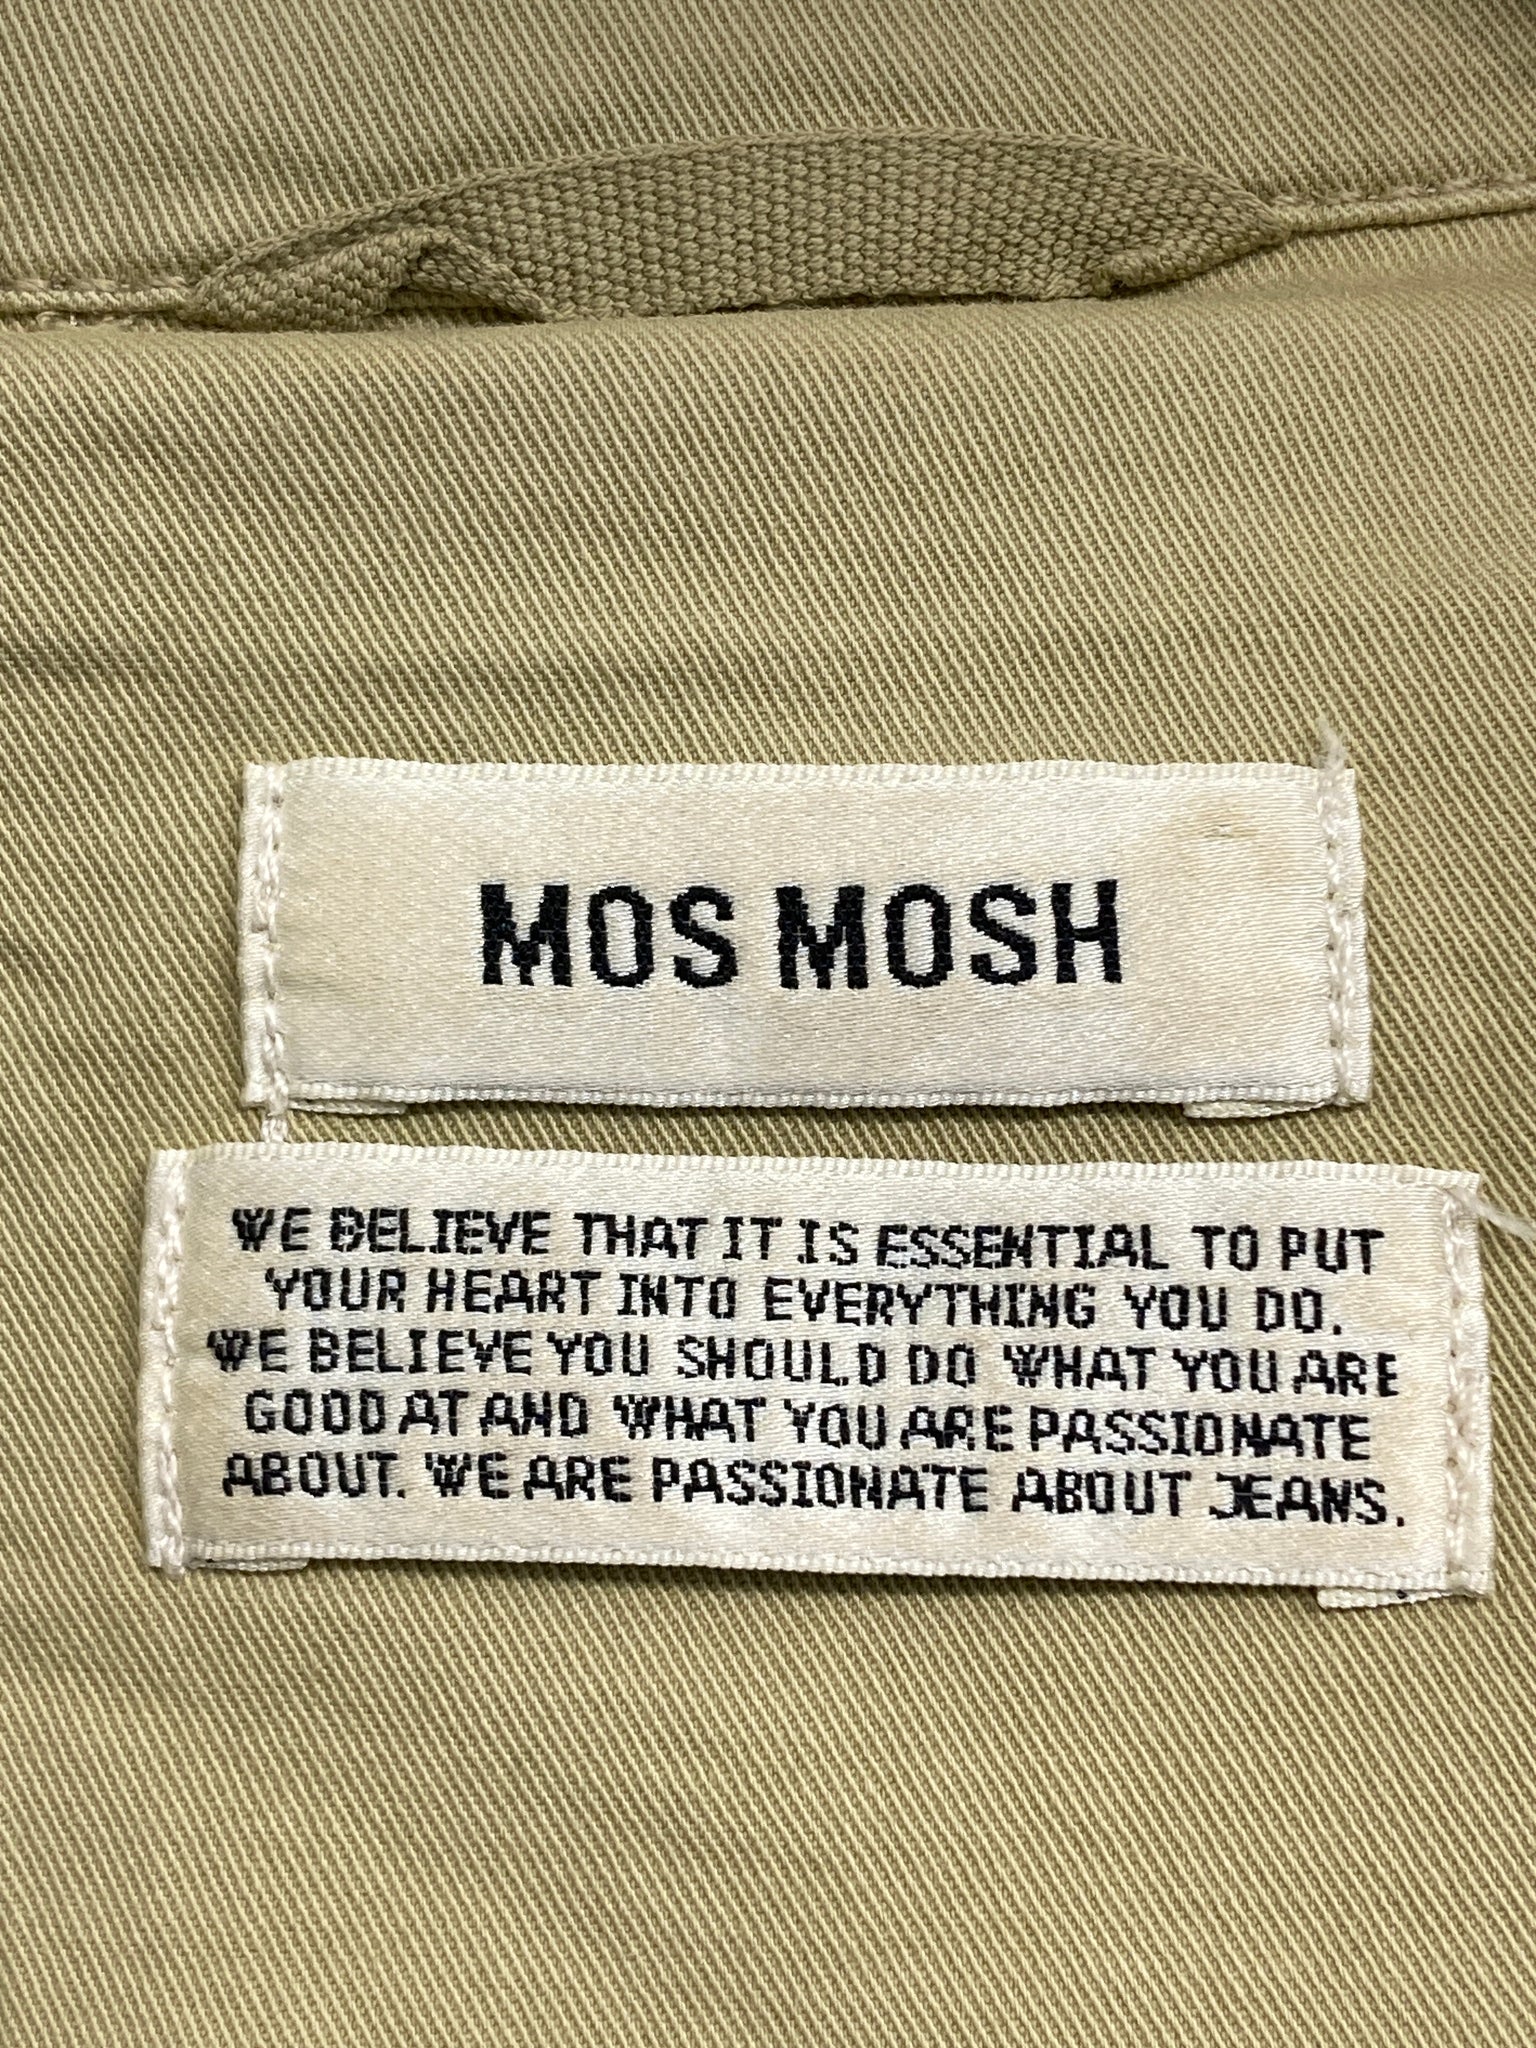 MOS MOSH
WE BELIEVE THAT IT IS ESSENTIAL TO PUT
YOUR HEART INTO EVERYTHING YOU DO.
WE BELIEVE YOU SHOULD DO WHAT YOU ARE
GOOD AT AND WHAT YOU ARE PASSIONATE
ABOUT. WE ARE PASSIONATE ABOUT JEANS.